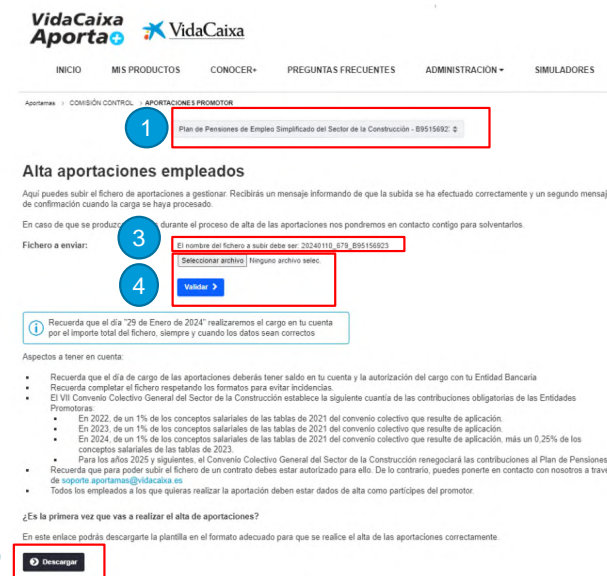 VidaCaixa
Aporta+
VidaCaixa
INICIO MIS PRODUCTOS CONOCER+ PREGUNTAS FRECUENTES ADMINISTRACIÓN SIMULADORES
Aportamas > COMISIÓN CONTROL > APORTACIONES PROMOTOR
1
Plan de Pensiones de Empleo Simplificado del Sector de la Construcción - B9515692:
Alta aportaciones empleados
Aquí puedes subir el fichero de aportaciones a gestionar. Recibirás un mensaje informando de que la subida se ha efectuado correctamente y un segundo mensaj
de confirmación cuando la carga se haya procesado.
En caso de que se produzc durante el proceso de alta de las aportaciones nos pondremos en contacto contigo para solventarlos.
3
Fichero a enviar: El nombre del fichero a subir debe ser: 20240110_679_B95156923
Seleccionar archivo Ninguno archivo selec.
4
Validar >
Recuerda que el día "29 de Enero de 2024" realizaremos el cargo en tu cuenta
por el importe total del fichero, siempre y cuando los datos sean correctos
Aspectos a tener en cuenta:
Recuerda que el día de cargo de las aportaciones deberás tener saldo en tu cuenta y la autorización del cargo con tu Entidad Bancaria
Recuerda completar el fichero respetando los formatos para evitar incidencias.
El VII Convenio Colectivo General del Sector de la Construcción establece la siguiente cuantía de las contribuciones obligatorias de las Entidades
Promotoras:
En 2022, de un 1% de los conceptos salariales de las tablas de 2021 del convenio colectivo que resulte de aplicación.
En 2023, de un 1% de los conceptos salariales de las tablas de 2021 del convenio colectivo que resulte de aplicación.
En 2024, de un 1% de los conceptos salariales de las tablas de 2021 del convenio colectivo que resulte de aplicación, más un 0,25% de los
conceptos salariales de las tablas de 2023.
Para los años 2025 y siguientes, el Convenio Colectivo General del Sector de la Construcción renegociará las contribuciones al Plan de Pensiones
Recuerda que para poder subir el fichero de un contrato debes estar autorizado para ello. De lo contrario, puedes ponerte en contacto con nosotros a travé
de soporte.aportamas@vidacaixa.es
Todos los empleados a los que quieras realizar la aportación deben estar dados de alta como partícipes del promotor.
¿Es la primera vez que vas a realizar el alta de aportaciones?
En este enlace podrás descargarte la plantilla en el formato adecuado para que se realice el alta de las aportaciones correctamente.
Descargar